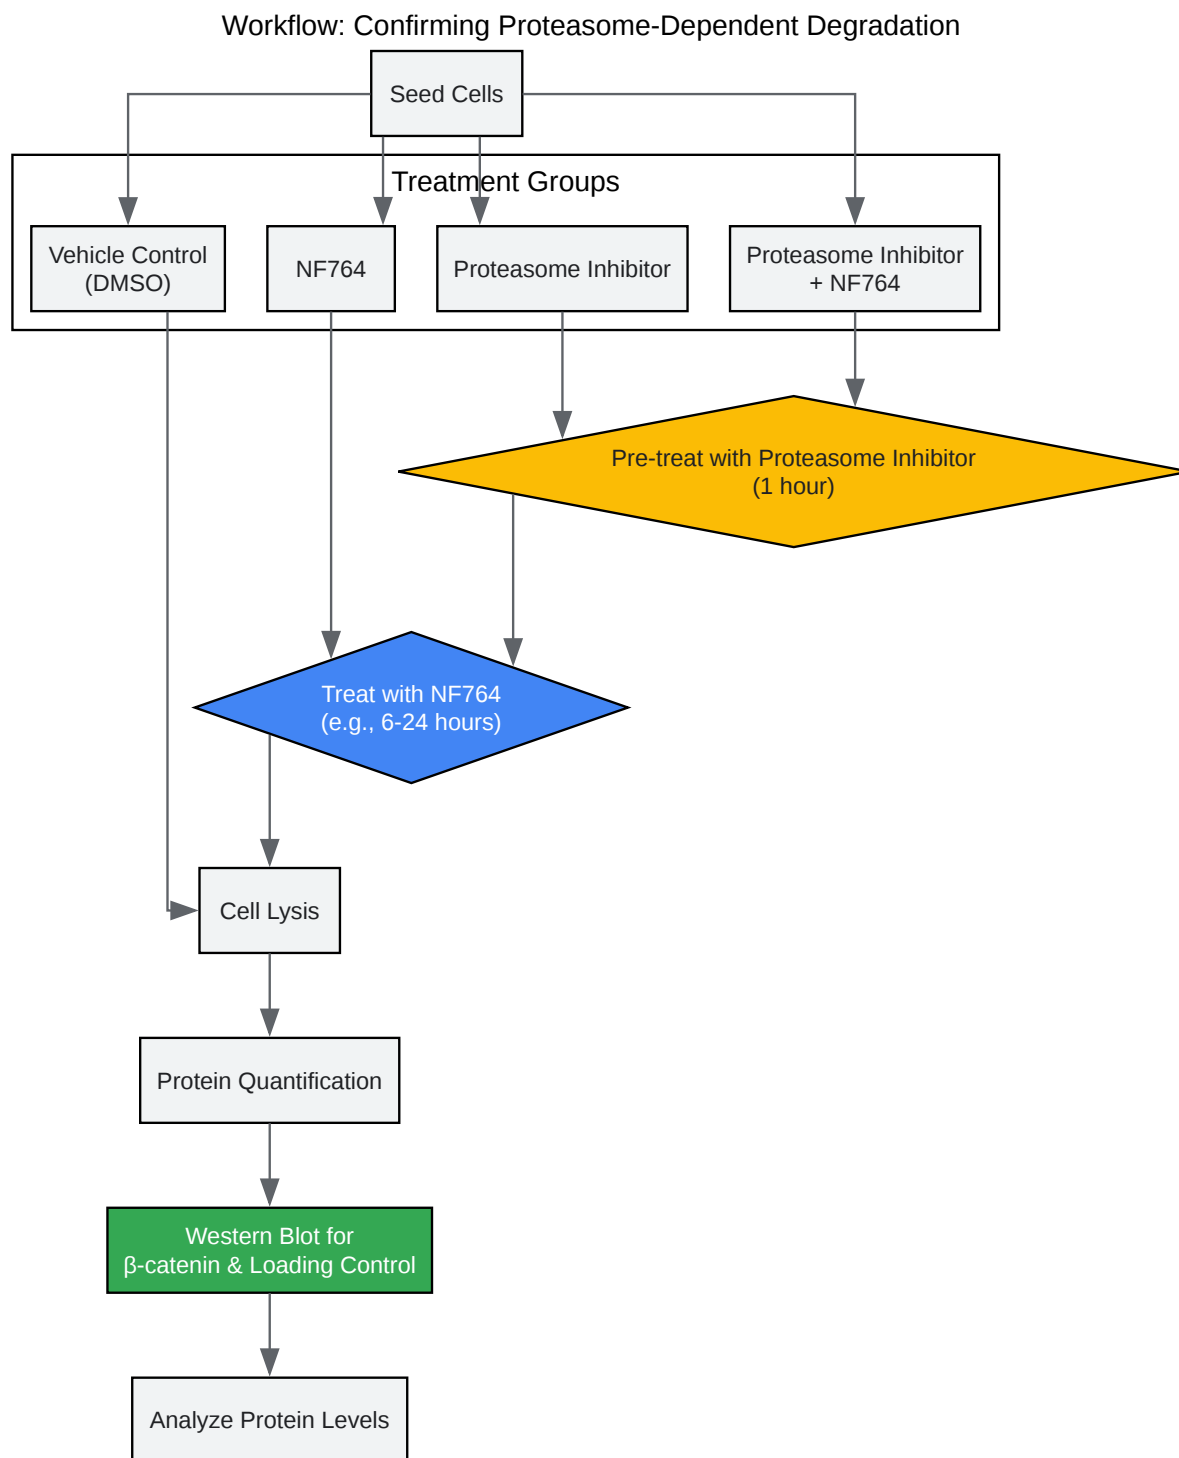 Workflow: Confirming Proteasome-Dependent Degradation
Seed Cells
Treatment Groups
Vehicle Control
(DMSO)
NF764
Proteasome Inhibitor
Proteasome Inhibitor
+ NF764
Pre-treat with Proteasome Inhibitor
(1 hour)
Treat with NF764
(e.g., 6-24 hours)
Cell Lysis
Protein Quantification
Western Blot for
β-catenin & Loading Control
Analyze Protein Levels